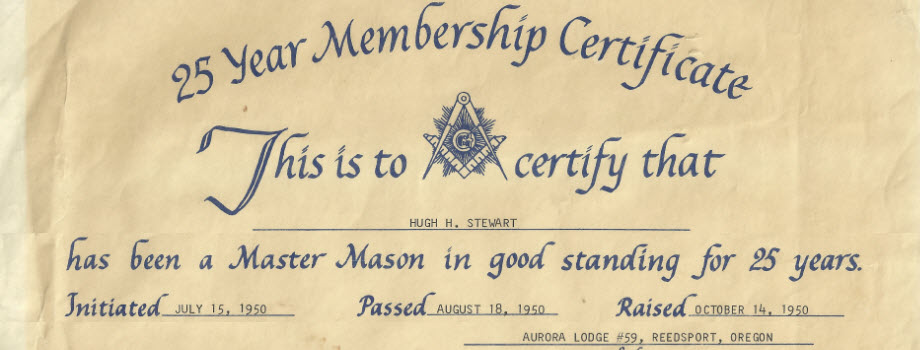 25 Year Membership Certificate
This is to G certify that
HUGH H. STEWART
has been a Master Mason in good standing for 25 years.
Initiated JULY 15, 1950 Passed AUGUST 18, 1950 Raised OCTOBER 14, 1950
AURORA LODGE #59, REEDSPORT, OREGON